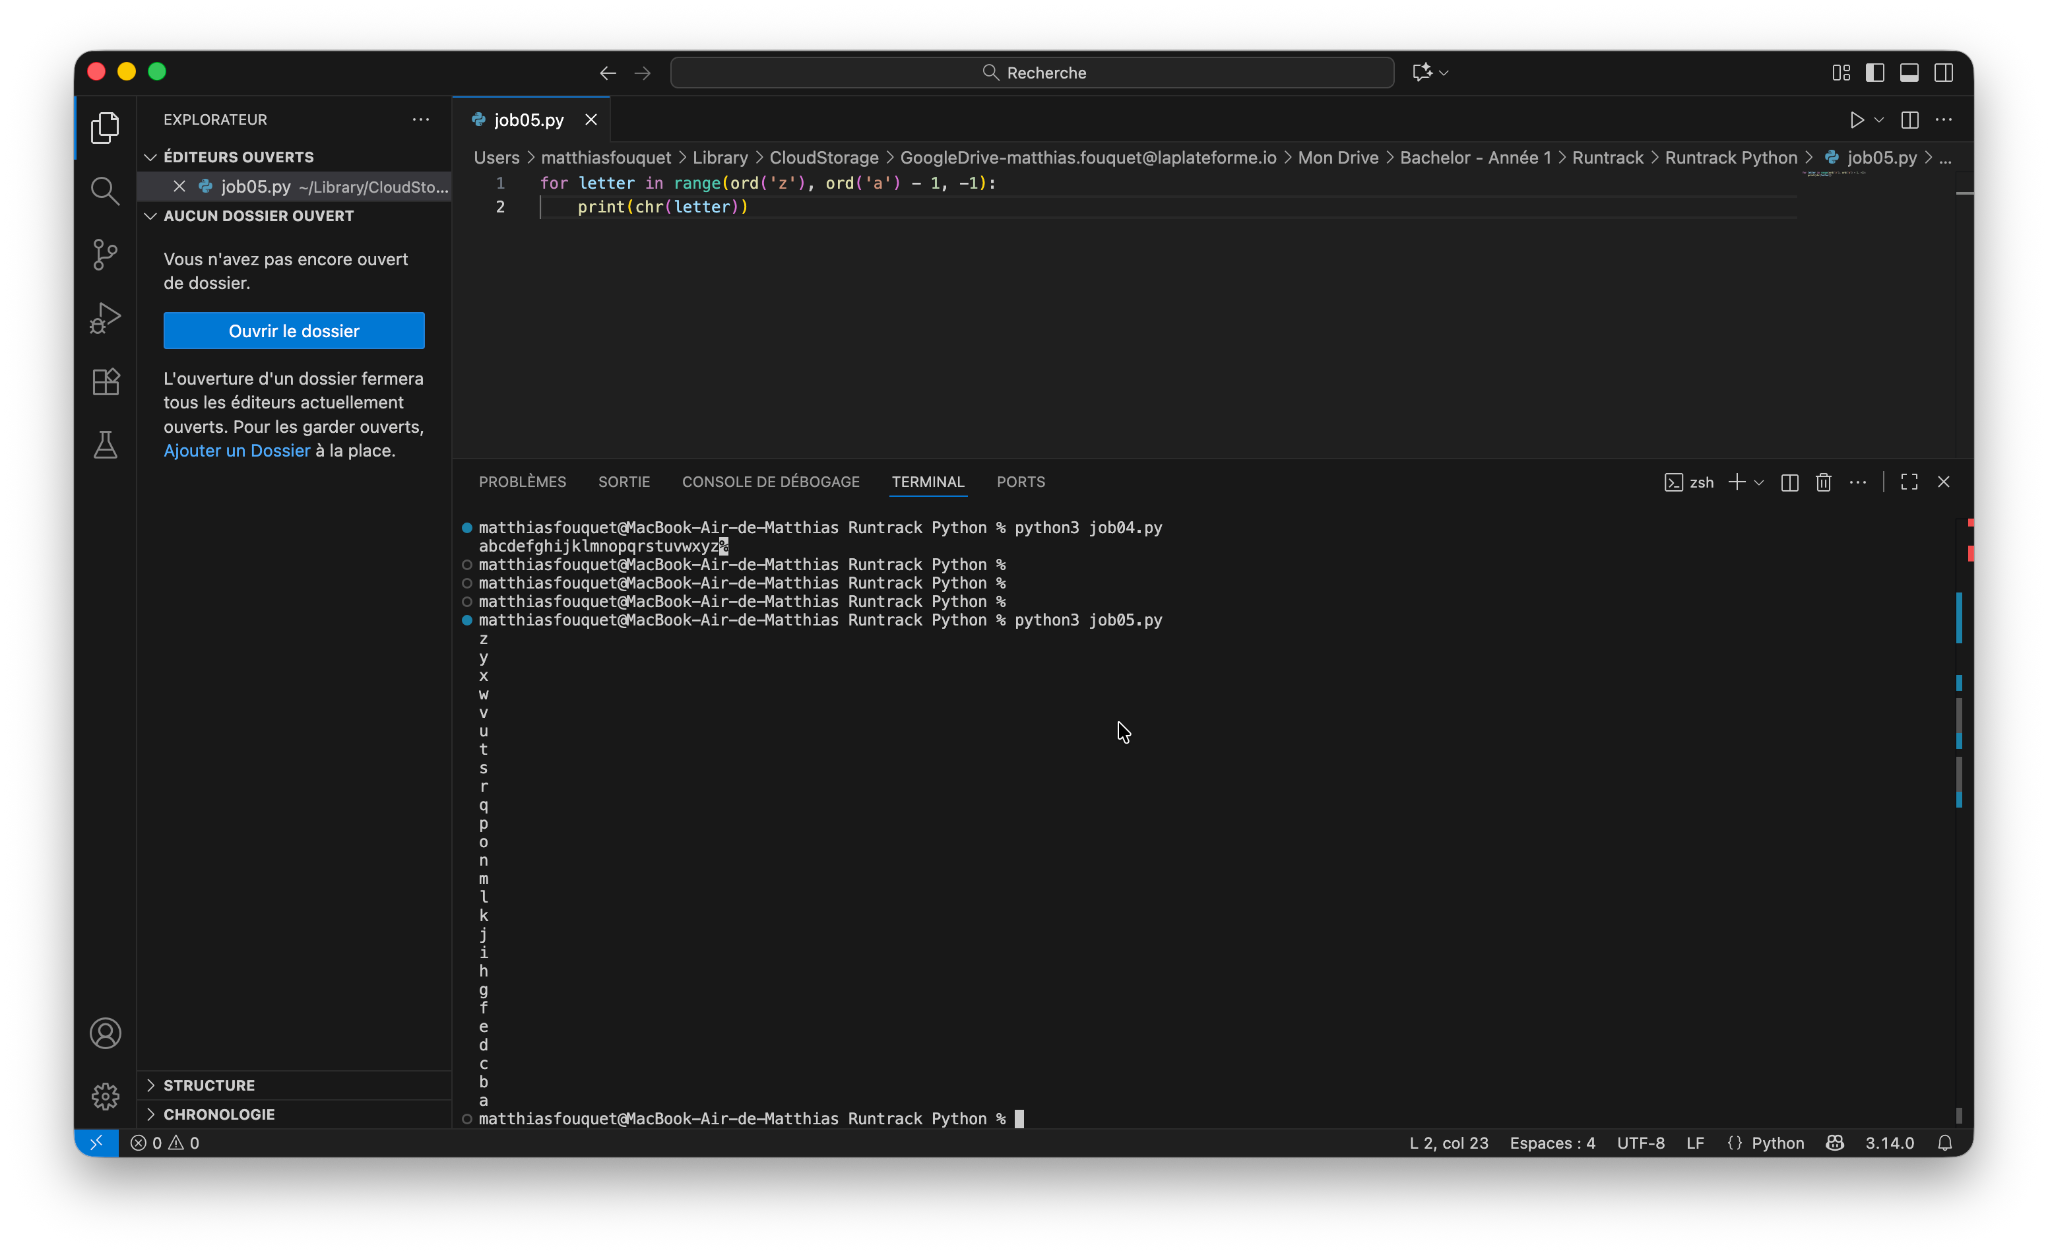 Recherche
EXPLORATEUR
ÉDITEURS OUVERTS
job05.py ~/Library/CloudSto...
AUCUN DOSSIER OUVERT
Vous n'avez pas encore ouvert
de dossier.
Ouvrir le dossier
L'ouverture d'un dossier fermera
tous les éditeurs actuellement
ouverts. Pour les garder ouverts,
Ajouter un Dossier à la place.
STRUCTURE
CHRONOLOGIE
job05.py
Users > matthiasfouquet > Library > CloudStorage > GoogleDrive-matthias.fouquet@laplateforme.io > Mon Drive > Bachelor - Année 1 > Runtrack > Runtrack Python > job05.py > ...
1 for letter in range(ord('z'), ord('a') - 1, -1):
2 print(chr(letter))
PROBLÈMES SORTIE CONSOLE DE DÉBOGAGE TERMINAL PORTS zsh
matthiasfouquet@MacBook-Air-de-Matthias Runtrack Python % python3 job04.py
abcdefghijklmnopqrstuvwxyz%
matthiasfouquet@MacBook-Air-de-Matthias Runtrack Python %
matthiasfouquet@MacBook-Air-de-Matthias Runtrack Python %
matthiasfouquet@MacBook-Air-de-Matthias Runtrack Python %
matthiasfouquet@MacBook-Air-de-Matthias Runtrack Python % python3 job05.py
z
y
x
w
v
u
t
s
r
q
p
o
n
m
l
k
j
i
h
g
f
e
d
c
b
a
matthiasfouquet@MacBook-Air-de-Matthias Runtrack Python %
0 0 L 2, col 23 Espaces : 4 UTF-8 LF {} Python 3.14.0